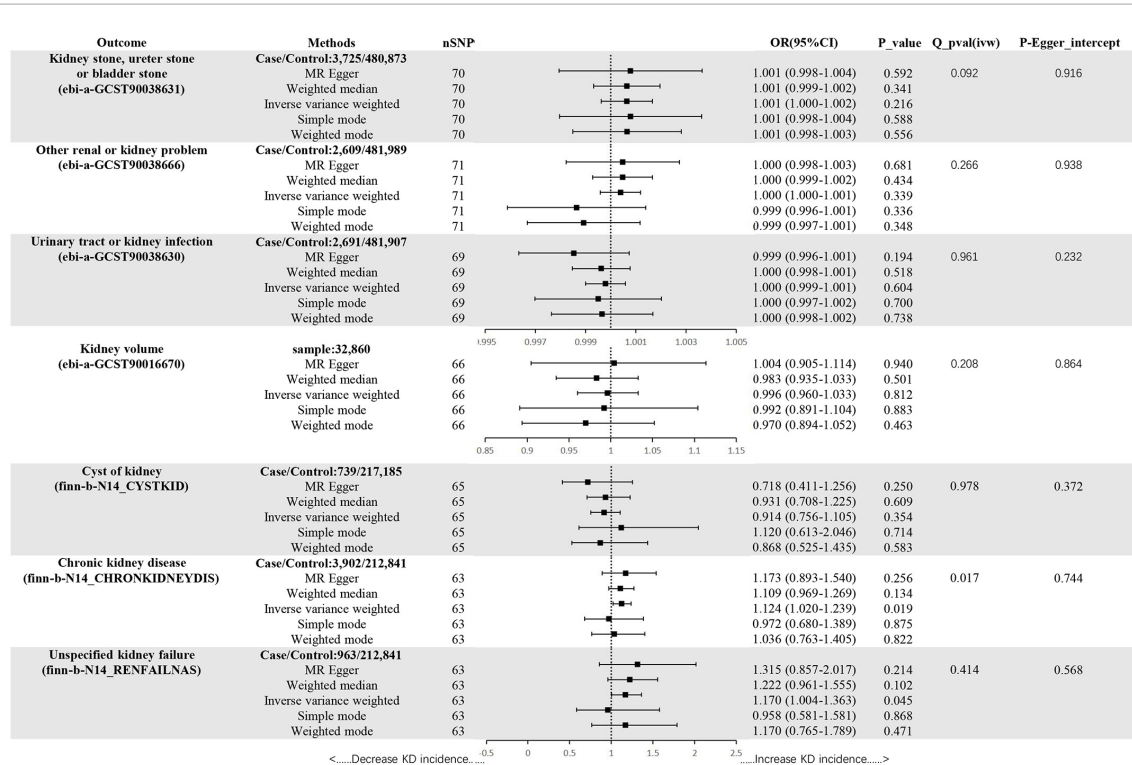 Outcome Methods nSNP OR(95%CI) P_value Q_pval(ivw) P-Egger_intercept
Kidney stone, ureter stone Case/Control:3,725/480,873
or bladder stone MR Egger 70 1.001 (0.998-1.004) 0.592 0.092 0.916
(ebi-a-GCST90038631) Weighted median 70 1.001 (0.999-1.002) 0.341
Inverse variance weighted 70 1.001 (1.000-1.002) 0.216
Simple mode 70 1.001 (0.998-1.004) 0.588
Weighted mode 70 1.001 (0.998-1.003) 0.556
Other renal or kidney problem Case/Control:2,609/481,989
(ebi-a-GCST90038666) MR Egger 71 1.000 (0.998-1.003) 0.681 0.266 0.938
Weighted median 71 1.000 (0.999-1.002) 0.434
Inverse variance weighted 71 1.000 (1.000-1.001) 0.339
Simple mode 71 0.999 (0.996-1.001) 0.336
Weighted mode 71 0.999 (0.997-1.001) 0.348
Urinary tract or kidney infection Case/Control:2,691/481,907
(ebi-a-GCST90038630) MR Egger 69 0.999 (0.996-1.001) 0.194 0.961 0.232
Weighted median 69 1.000 (0.998-1.001) 0.518
Inverse variance weighted 69 1.000 (0.999-1.001) 0.604
Simple mode 69 1.000 (0.997-1.002) 0.700
Weighted mode 69 1.000 (0.998-1.002) 0.738
.995 0.997 0.999 1.001 1.003 1.005
Kidney volume sample:32,860
(ebi-a-GCST90016670) MR Egger 66 1.004 (0.905-1.114) 0.940 0.208 0.864
Weighted median 66 0.983 (0.935-1.033) 0.501
Inverse variance weighted 66 0.996 (0.960-1.033) 0.812
Simple mode 66 0.992 (0.891-1.104) 0.883
Weighted mode 66 0.970 (0.894-1.052) 0.463
0.85 0.9 0.95 1 1.05 1.1 1.15
Cyst of kidney Case/Control:739/217,185
(finn-b-N14_CYSTKID) MR Egger 65 0.718 (0.411-1.256) 0.250 0.978 0.372
Weighted median 65 0.931 (0.708-1.225) 0.609
Inverse variance weighted 65 0.914 (0.756-1.105) 0.354
Simple mode 65 1.120 (0.613-2.046) 0.714
Weighted mode 65 0.868 (0.525-1.435) 0.583
Chronic kidney disease Case/Control:3,902/212,841
(finn-b-N14_CHRONKIDNEYDIS) MR Egger 63 1.173 (0.893-1.540) 0.256 0.017 0.744
Weighted median 63 1.109 (0.969-1.269) 0.134
Inverse variance weighted 63 1.124 (1.020-1.239) 0.019
Simple mode 63 0.972 (0.680-1.389) 0.875
Weighted mode 63 1.036 (0.763-1.405) 0.822
Unspecified kidney failure Case/Control:963/212,841
(finn-b-N14_RENFAILNAS) MR Egger 63 1.315 (0.857-2.017) 0.214 0.414 0.568
Weighted median 63 1.222 (0.961-1.555) 0.102
Inverse variance weighted 63 1.170 (1.004-1.363) 0.045
Simple mode 63 0.958 (0.581-1.581) 0.868
Weighted mode 63 1.170 (0.765-1.789) 0.471
-0.5 0 0.5 1 1.5 2 2.5
<......Decrease KD incidence...... ......Increase KD incidence......>